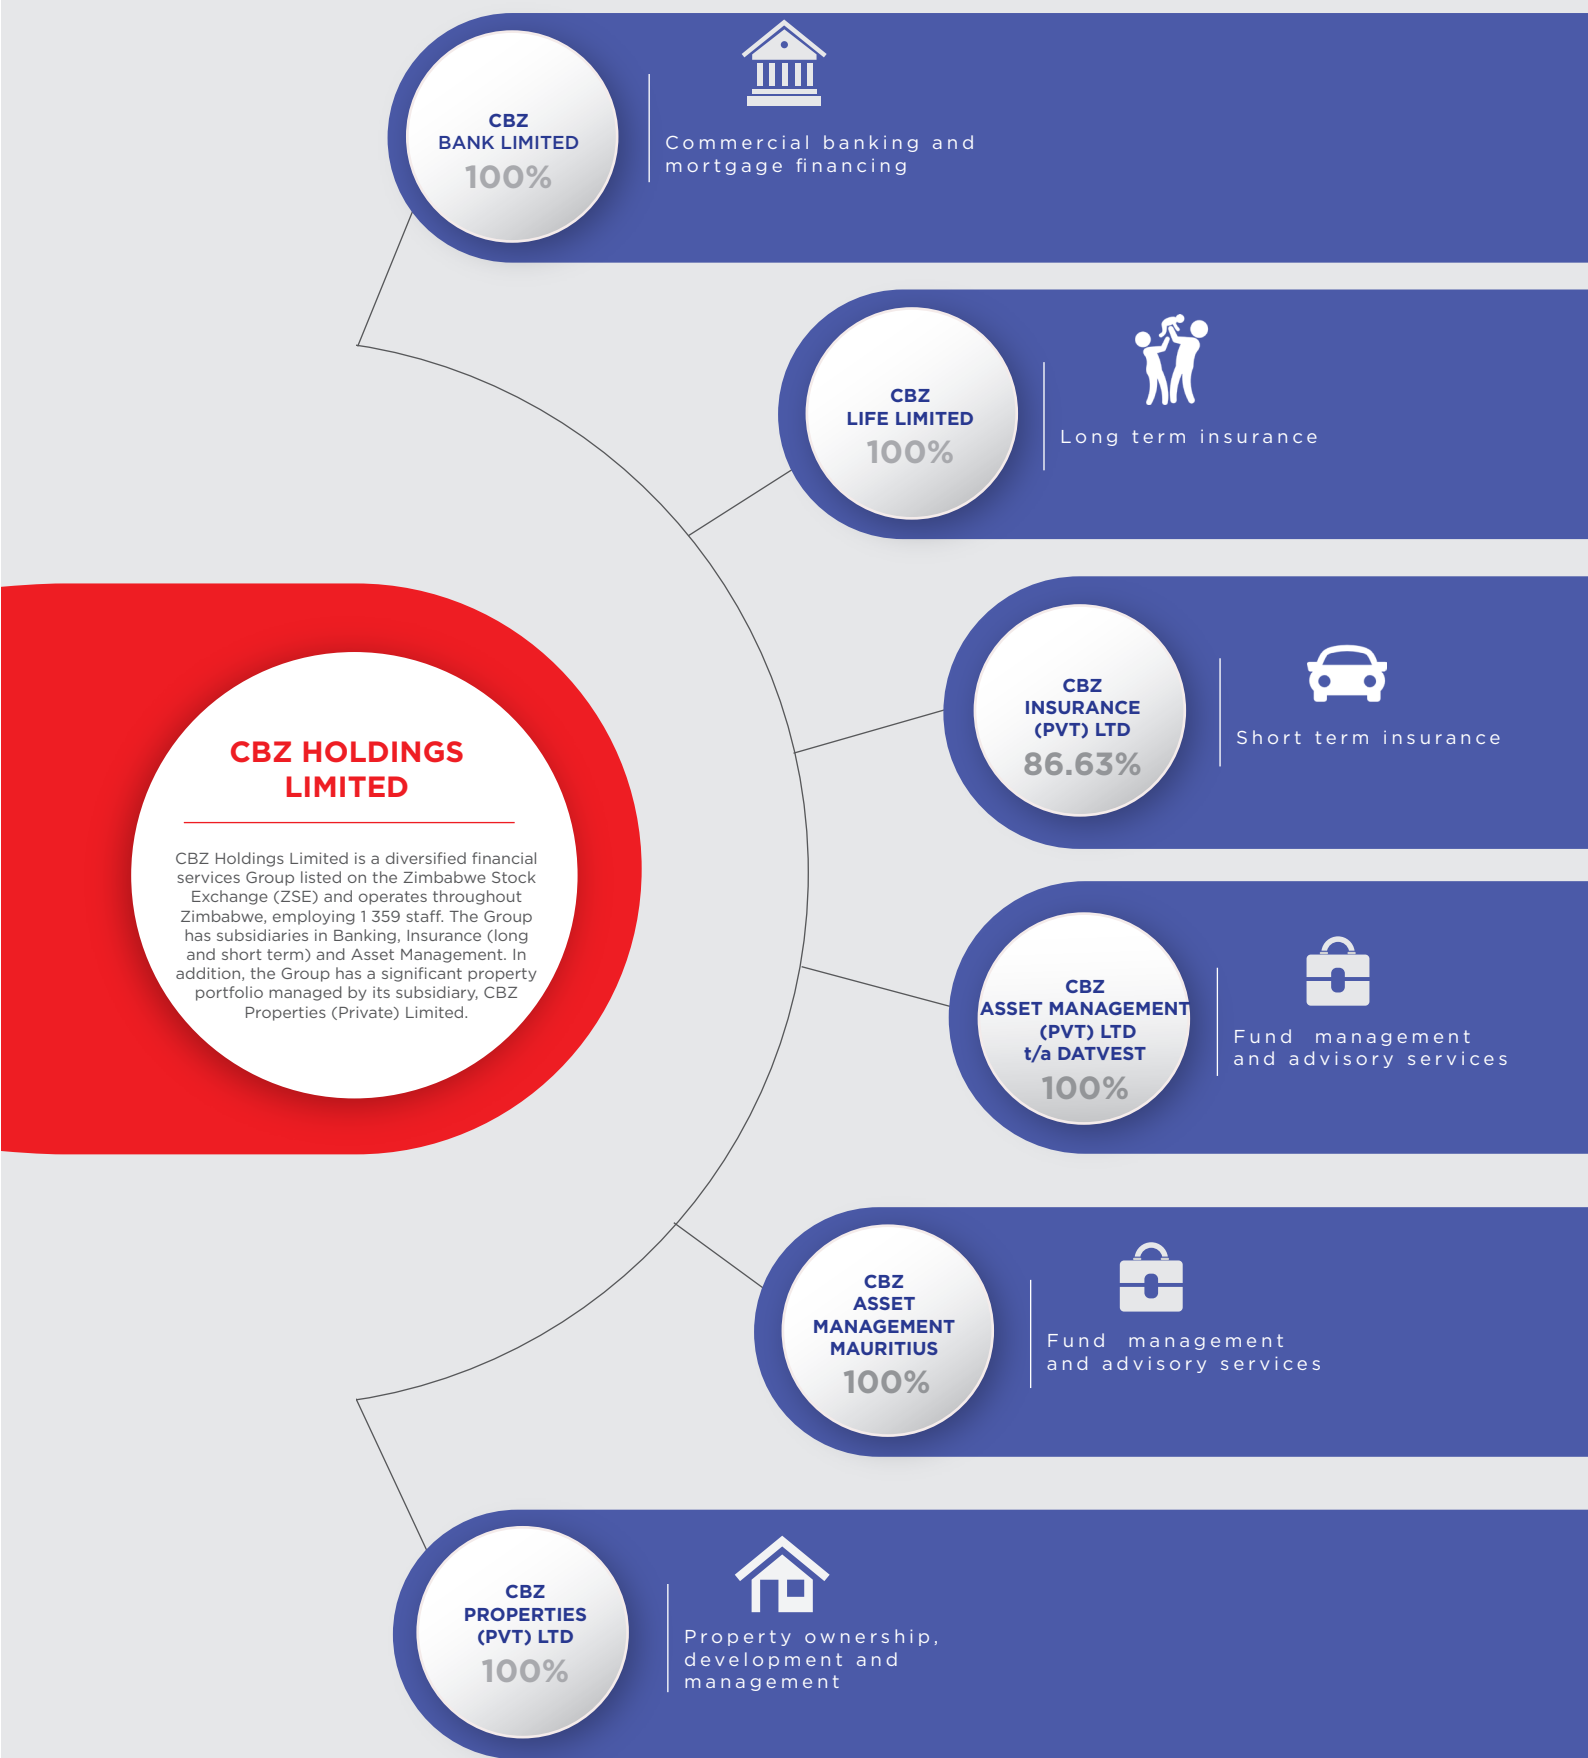 CBZ
BANK LIMITED
100%
Commercial banking and
mortgage financing
CBZ
LIFE LIMITED
100%
Long term insurance
CBZ
INSURANCE
(PVT) LTD
86.63%
Short term insurance
CBZ HOLDINGS
LIMITED
CBZ Holdings Limited is a diversified financial
services Group listed on the Zimbabwe Stock
Exchange (ZSE) and operates throughout
Zimbabwe, employing 1 359 staff. The Group
has subsidiaries in Banking, Insurance (long
and short term) and Asset Management. In
addition, the Group has a significant property
portfolio managed by its subsidiary, CBZ
Properties (Private) Limited.
CBZ
ASSET MANAGEMENT
(PVT) LTD
t/a DATVEST
100%
Fund management
and advisory services
CBZ
ASSET
MANAGEMENT
MAURITIUS
100%
Fund management
and advisory services
CBZ
PROPERTIES
(PVT) LTD
100%
Property ownership,
development and
management